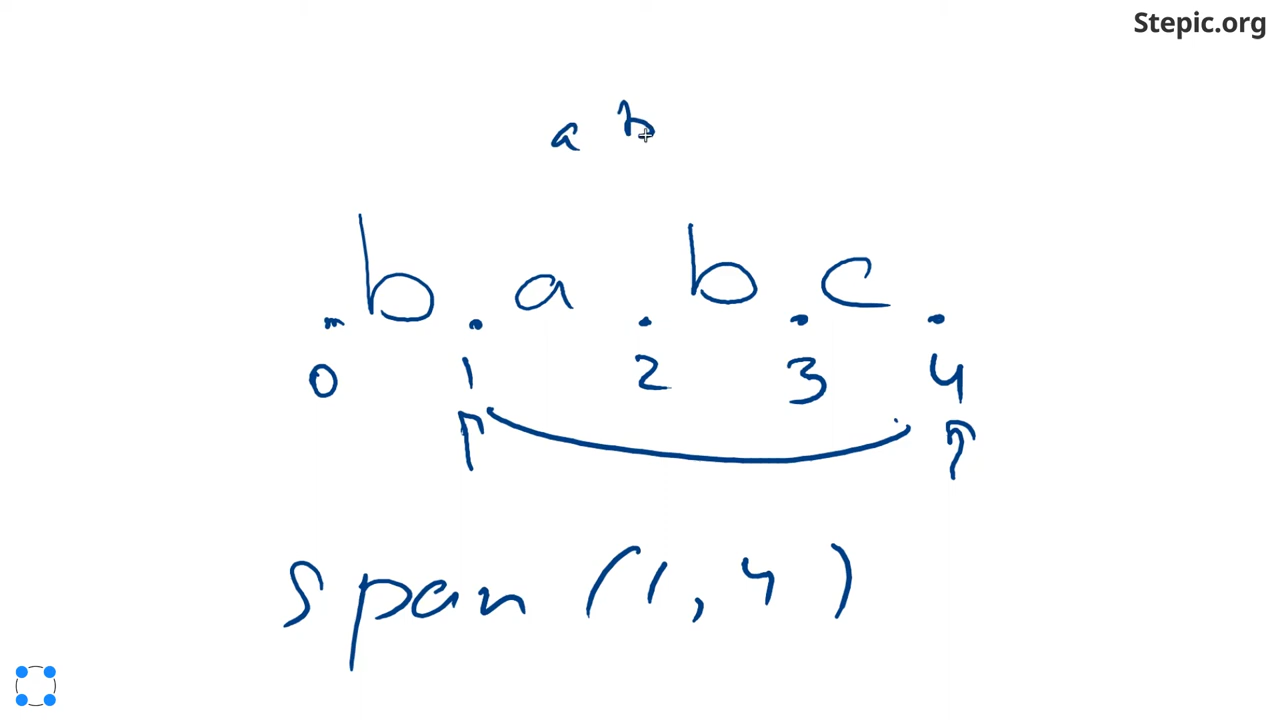 Stepic.org
a b
b . a . b . c .
0 1 2 3 4
span (1, 4)